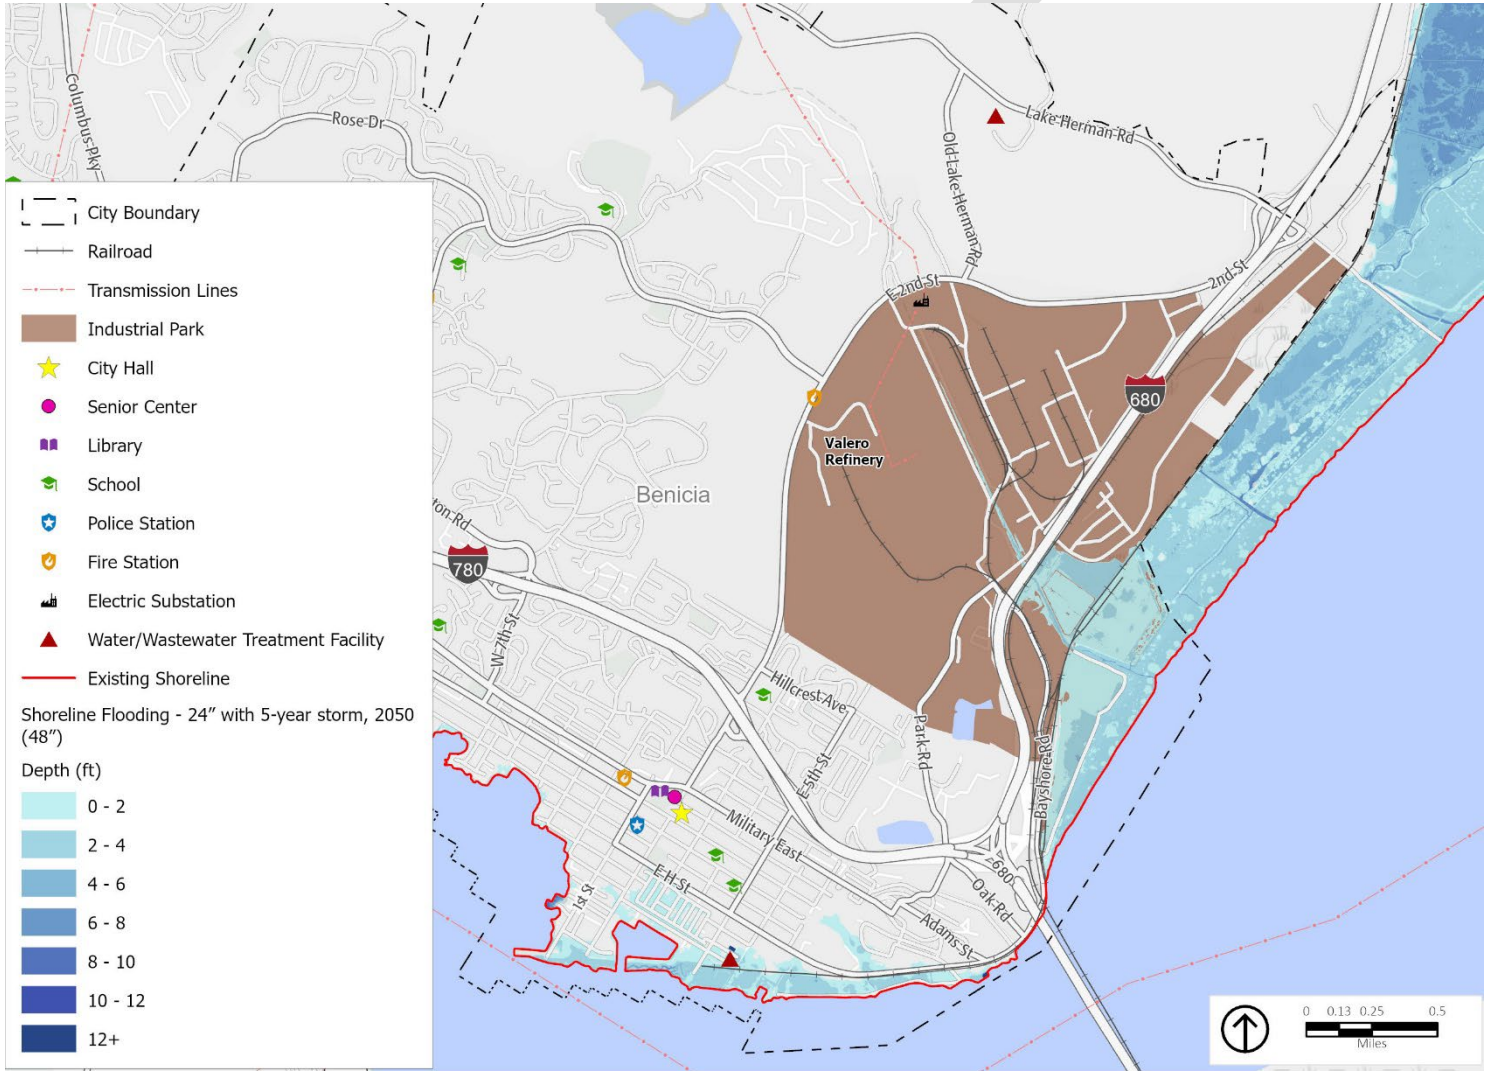 Columbus Pky
Rose Dr
Lake Herman Rd
Old Lake Herman Rd
E 2nd St
2nd St
680
Valero
Refinery
Benicia
ton Rd
780
W 7th St
Hillcrest Ave
E 5th St
Park Rd
Bayshore Rd
Military East
E H St
1st St
680
Oak Rd
Adams St
City Boundary
Railroad
Transmission Lines
Industrial Park
City Hall
Senior Center
Library
School
Police Station
Fire Station
Electric Substation
Water/Wastewater Treatment Facility
Existing Shoreline
Shoreline Flooding - 24” with 5-year storm, 2050
(48”)
Depth (ft)
0 - 2
2 - 4
4 - 6
6 - 8
8 - 10
10 - 12
12+
0 0.13 0.25 0.5
Miles